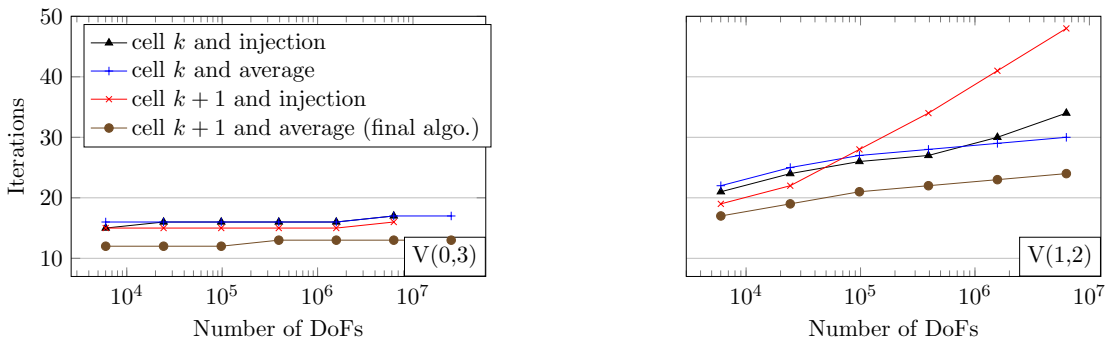 50
40
30
20
10
Iterations
cell k and injection
cell k and average
cell k + 1 and injection
cell k + 1 and average (final algo.)
V(0,3)
10^4 10^5 10^6 10^7
Number of DoFs
V(1,2)
10^4 10^5 10^6 10^7
Number of DoFs